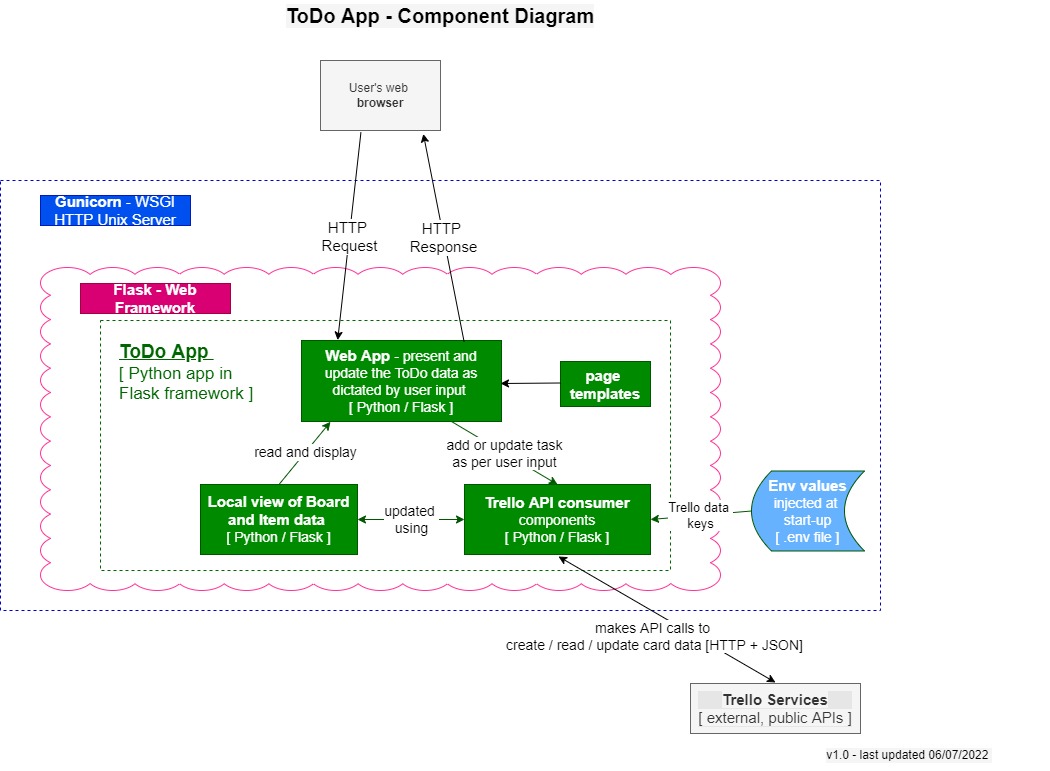 ToDo App - Component Diagram
User's web
browser
Gunicorn - WSGI
HTTP Unix Server
HTTP
Request
HTTP
Response
Flask - Web
Framework
ToDo App
[ Python app in
Flask framework ]
Web App - present and
update the ToDo data as
dictated by user input
[ Python / Flask ]
page
templates
read and display
add or update task
as per user input
Local view of Board
and Item data
[ Python / Flask ]
updated
using
Trello API consumer
components
[ Python / Flask ]
Trello data
keys
Env values
injected at
start-up
[ .env file ]
makes API calls to
create / read / update card data [HTTP + JSON]
Trello Services
[ external, public APIs ]
v1.0 - last updated 06/07/2022